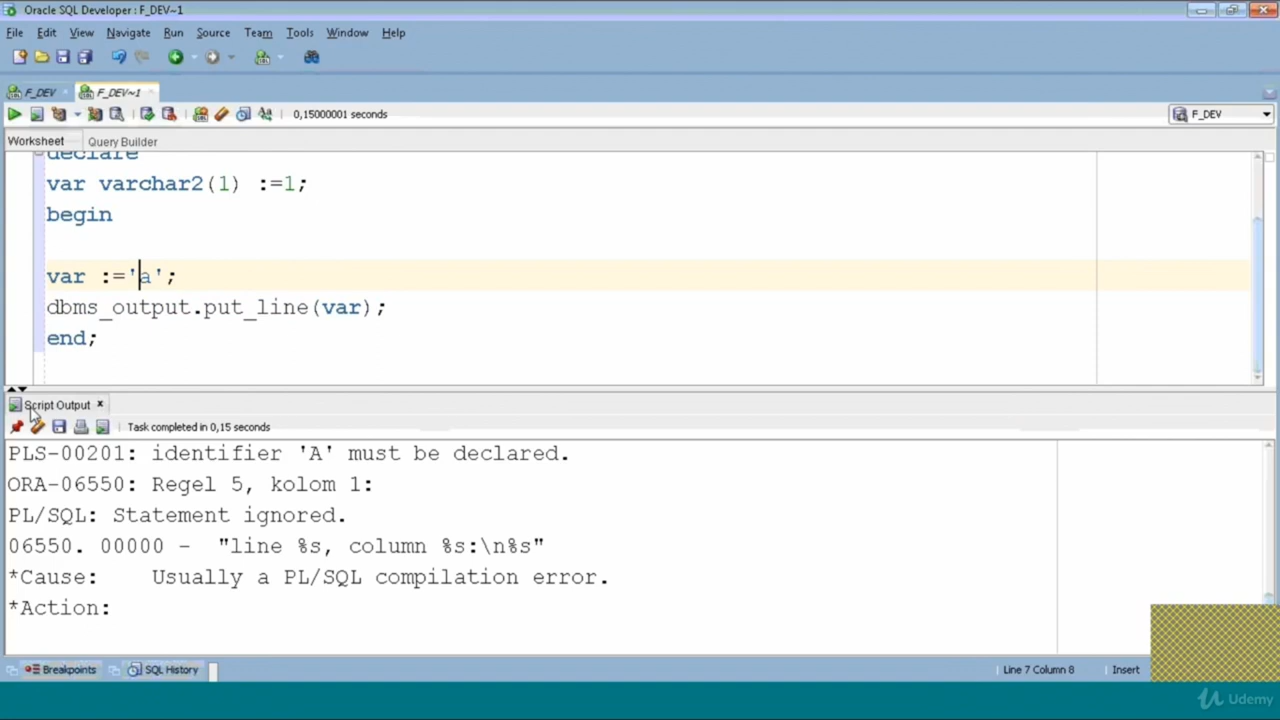 Oracle SQL Developer : F_DEV~1
File Edit View Navigate Run Source Team Tools Window Help
F_DEV F_DEV~1
0,15000001 seconds F_DEV
Worksheet Query Builder
declare
var varchar2(1) :=1;
begin
var :='a';
dbms_output.put_line(var);
end;
Script Output x
Task completed in 0,15 seconds
PLS-00201: identifier 'A' must be declared.
ORA-06550: Regel 5, kolom 1:
PL/SQL: Statement ignored.
06550. 00000 - "line %s, column %s:\n%s"
*Cause: Usually a PL/SQL compilation error.
*Action:
Breakpoints SQL History Line 7 Column 8 Insert
Udemy